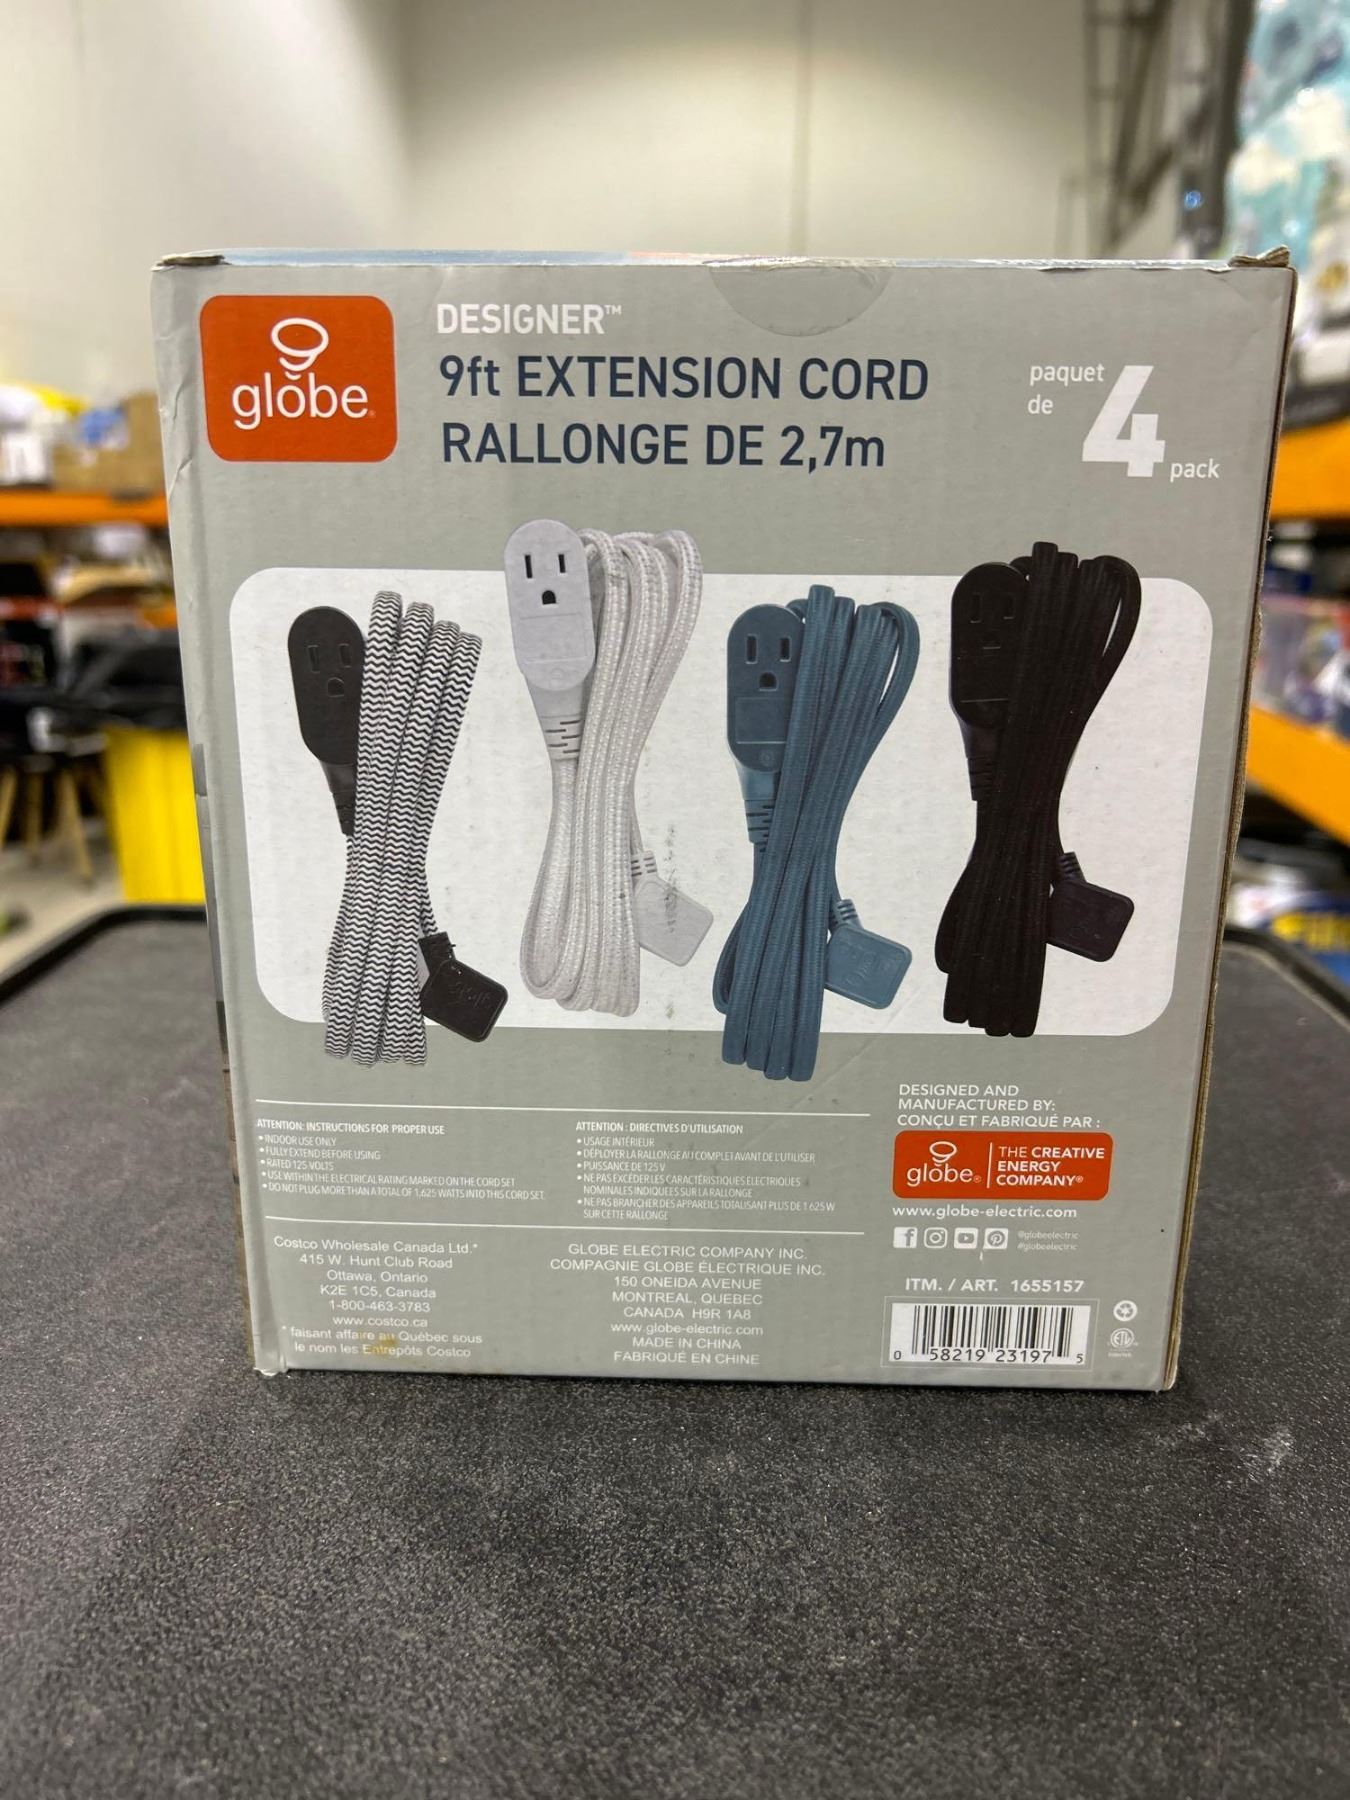 globe
DESIGNER™
9ft EXTENSION CORD
RALLONGE DE 2,7m
paquet
de
4
pack
ATTENTION: INSTRUCTIONS FOR PROPER USE
• INDOOR USE ONLY
• FULLY EXTEND BEFORE USING
• RATED 125 VOLTS
• USE WITHIN THE ELECTRICAL RATING MARKED ON THE CORD SET
• DO NOT PLUG MORE THAN A TOTAL OF 1,625 WATTS INTO THIS CORD SET.
ATTENTION : DIRECTIVES D'UTILISATION
• USAGE INTÉRIEUR
• DÉPLOYER LA RALLONGE AU COMPLET AVANT DE L'UTILISER
• PUISSANCE DE 125 V
• NE PAS EXCÉDER LES CARACTÉRISTIQUES ÉLECTRIQUES
NOMINALES INDIQUÉES SUR LA RALLONGE
• NE PAS BRANCHER DES APPAREILS TOTALISANT PLUS DE 1 625 W
SUR CETTE RALLONGE
DESIGNED AND
MANUFACTURED BY:
CONÇU ET FABRIQUÉ PAR :
globe®
THE CREATIVE
ENERGY
COMPANY®
www.globe-electric.com
@globeelectric
#globeelectric
Costco Wholesale Canada Ltd.*
415 W. Hunt Club Road
Ottawa, Ontario
K2E 1C5, Canada
1-800-463-3783
www.costco.ca
* faisant affaire au Québec sous
le nom les Entrepôts Costco
GLOBE ELECTRIC COMPANY INC.
COMPAGNIE GLOBE ÉLECTRIQUE INC.
150 ONEIDA AVENUE
MONTREAL, QUEBEC
CANADA H9R 1A8
www.globe-electric.com
MADE IN CHINA
FABRIQUÉ EN CHINE
ITM. / ART. 1655157
0 58219 23197 5